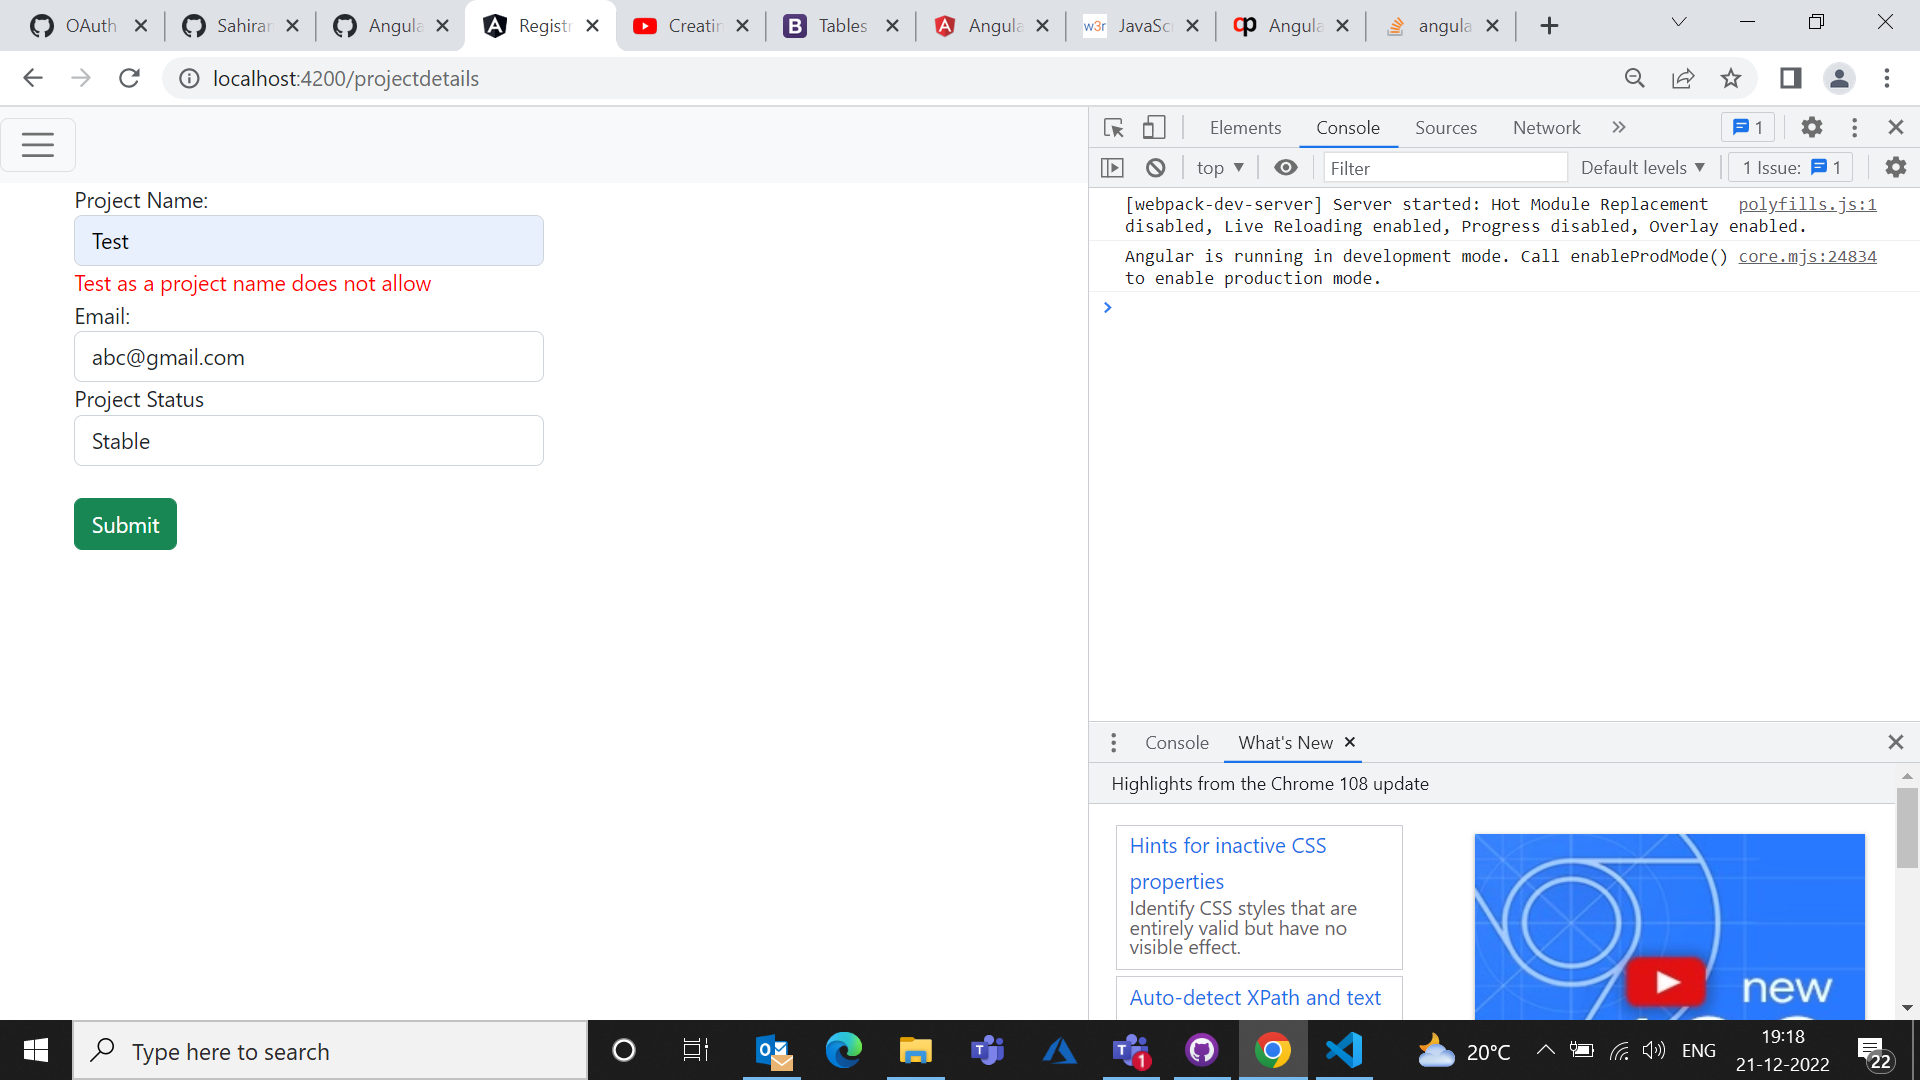 OAuth
Sahirar
Angula
Registr
Creatin
Tables
Angula
JavaSc
Angula
angula
localhost:4200/projectdetails
Elements
Console
Sources
Network
1
top
Filter
Default levels
1 Issue: 1
[webpack-dev-server] Server started: Hot Module Replacement polyfills.js:1
disabled, Live Reloading enabled, Progress disabled, Overlay enabled.
Angular is running in development mode. Call enableProdMode() core.mjs:24834
to enable production mode.
Project Name:
Test
Test as a project name does not allow
Email:
abc@gmail.com
Project Status
Stable
Submit
Console
What's New
Highlights from the Chrome 108 update
Hints for inactive CSS
properties
Identify CSS styles that are
entirely valid but have no
visible effect.
Auto-detect XPath and text
new
Type here to search
1
20°C
ENG
19:18
21-12-2022
22